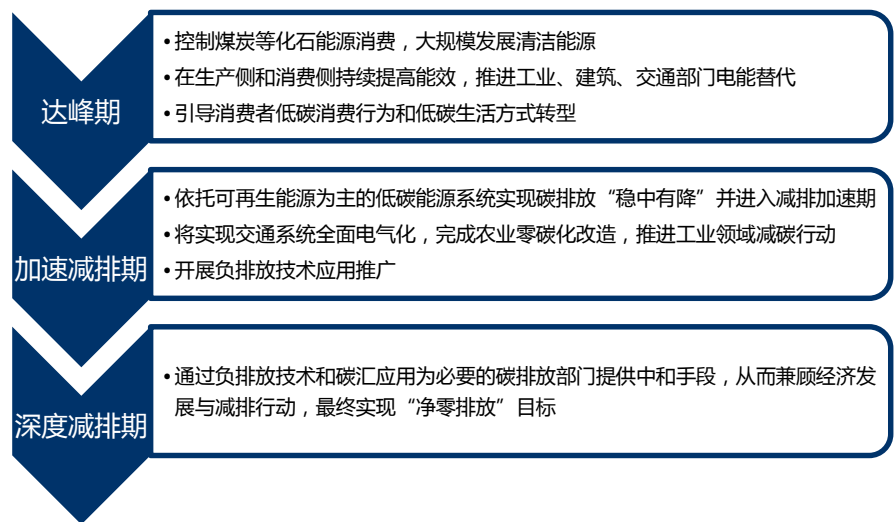 达峰期
•控制煤炭等化石能源消费，大规模发展清洁能源
•在生产侧和消费侧持续提高能效，推进工业、建筑、交通部门电能替代
•引导消费者低碳消费行为和低碳生活方式转型
加速减排期
•依托可再生能源为主的低碳能源系统实现碳排放“稳中有降”并进入减排加速期
•将实现交通系统全面电气化，完成农业零碳化改造，推进工业领域减碳行动
•开展负排放技术应用推广
深度减排期
•通过负排放技术和碳汇应用为必要的碳排放部门提供中和手段，从而兼顾经济发
展与减排行动，最终实现“净零排放”目标